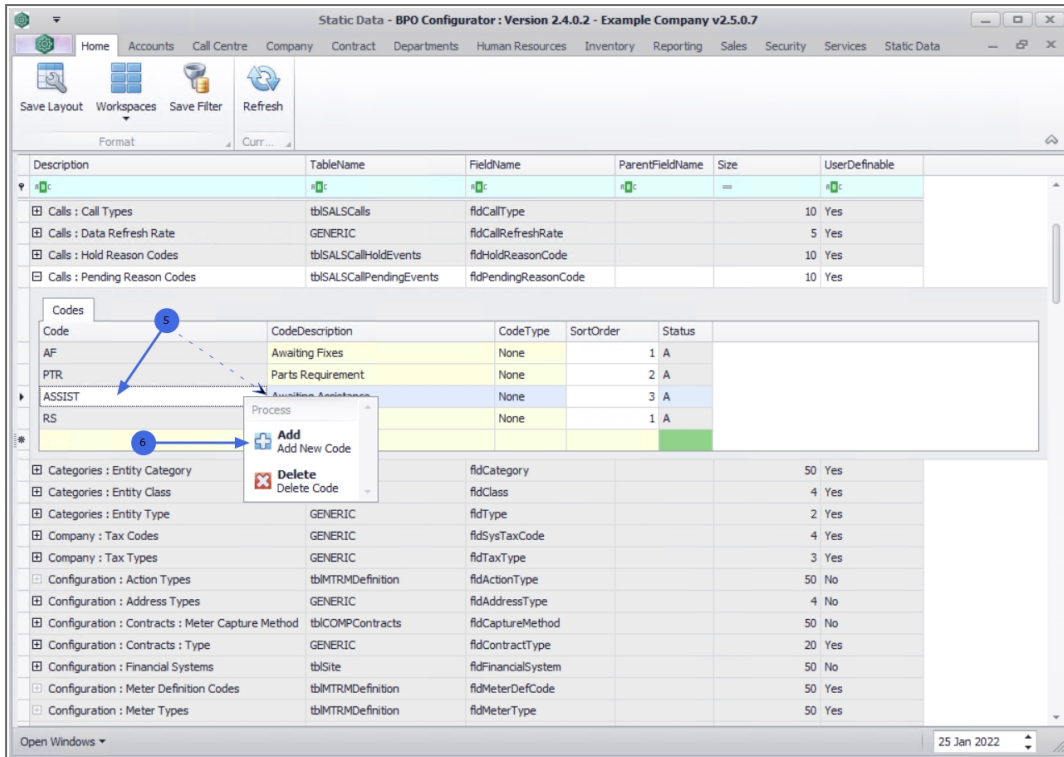 Static Data - BPO Configurator : Version 2.4.0.2 - Example Company v2.5.0.7
Home Accounts Call Centre Company Contract Departments Human Resources Inventory Reporting Sales Security Services Static Data
Save Layout Workspaces Save Filter Refresh
Format Curr...
Description TableName FieldName ParentFieldName Size UserDefinable
Calls : Call Types tblSALSCalls fldCallType 10 Yes
Calls : Data Refresh Rate GENERIC fldCallRefreshRate 5 Yes
Calls : Hold Reason Codes tblSALSCallHoldEvents fldHoldReasonCode 10 Yes
Calls : Pending Reason Codes tblSALSCallPendingEvents fldPendingReasonCode 10 Yes
Codes
5
Code CodeDescription CodeType SortOrder Status
AF Awaiting Fixes None 1 A
PTR Parts Requirement None 2 A
ASSIST Awaiting Assistance None 3 A
Process
RS None 1 A
6 Add
Add New Code
Delete
Delete Code
Categories : Entity Category fldCategory 50 Yes
Categories : Entity Class fldClass 4 Yes
Categories : Entity Type GENERIC fldType 2 Yes
Company : Tax Codes GENERIC fldSysTaxCode 4 Yes
Company : Tax Types GENERIC fldTaxType 3 Yes
Configuration : Action Types tblMTRMDefinition fldActionType 50 No
Configuration : Address Types GENERIC fldAddressType 4 No
Configuration : Contracts : Meter Capture Method tblCOMPContracts fldCaptureMethod 50 No
Configuration : Contracts : Type GENERIC fldContractType 20 Yes
Configuration : Financial Systems tblSite fldFinancialSystem 50 No
Configuration : Meter Definition Codes tblMTRMDefinition fldMeterDefCode 50 Yes
Configuration : Meter Types tblMTRMDefinition fldMeterType 50 Yes
Open Windows 25 Jan 2022